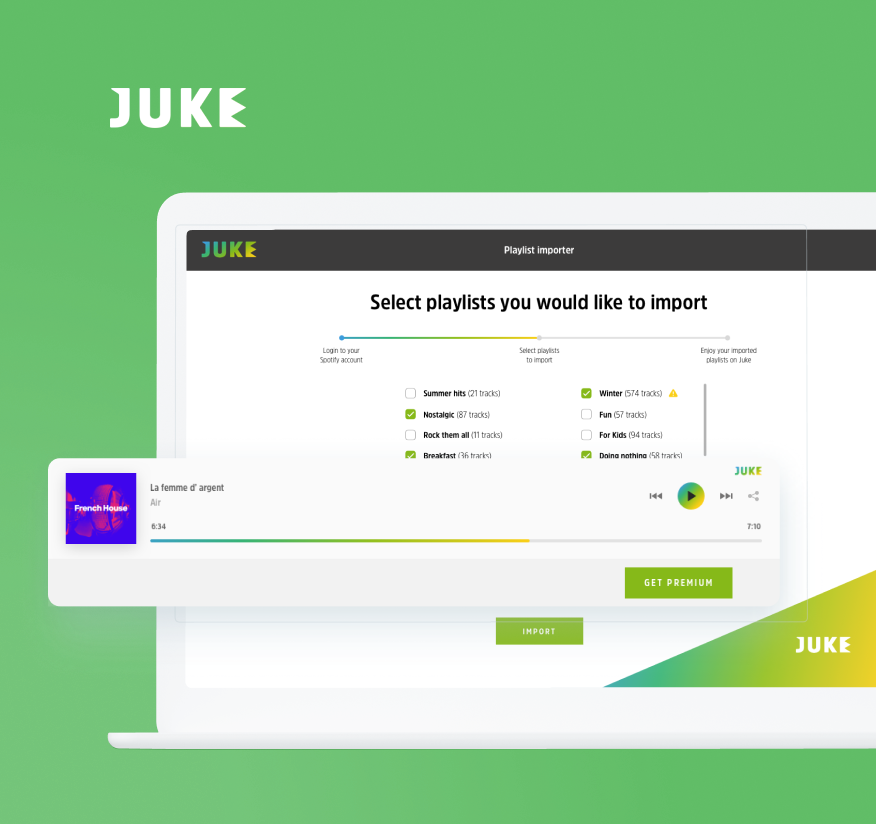 JUKE
JUKE
Playlist importer
Select playlists you would like to import
Login to your
Spotify account
Select playlists
to import
Enjoy your imported
playlists on Juke
Summer hits (21 tracks)
Winter (574 tracks)
Nostalgic (87 tracks)
Fun (57 tracks)
Rock them all (11 tracks)
For Kids (94 tracks)
Breakfast (36 tracks)
Doing nothing (58 tracks)
JUKE
French House
La femme d' argent
Air
6:34
7:10
GET PREMIUM
IMPORT
JUKE